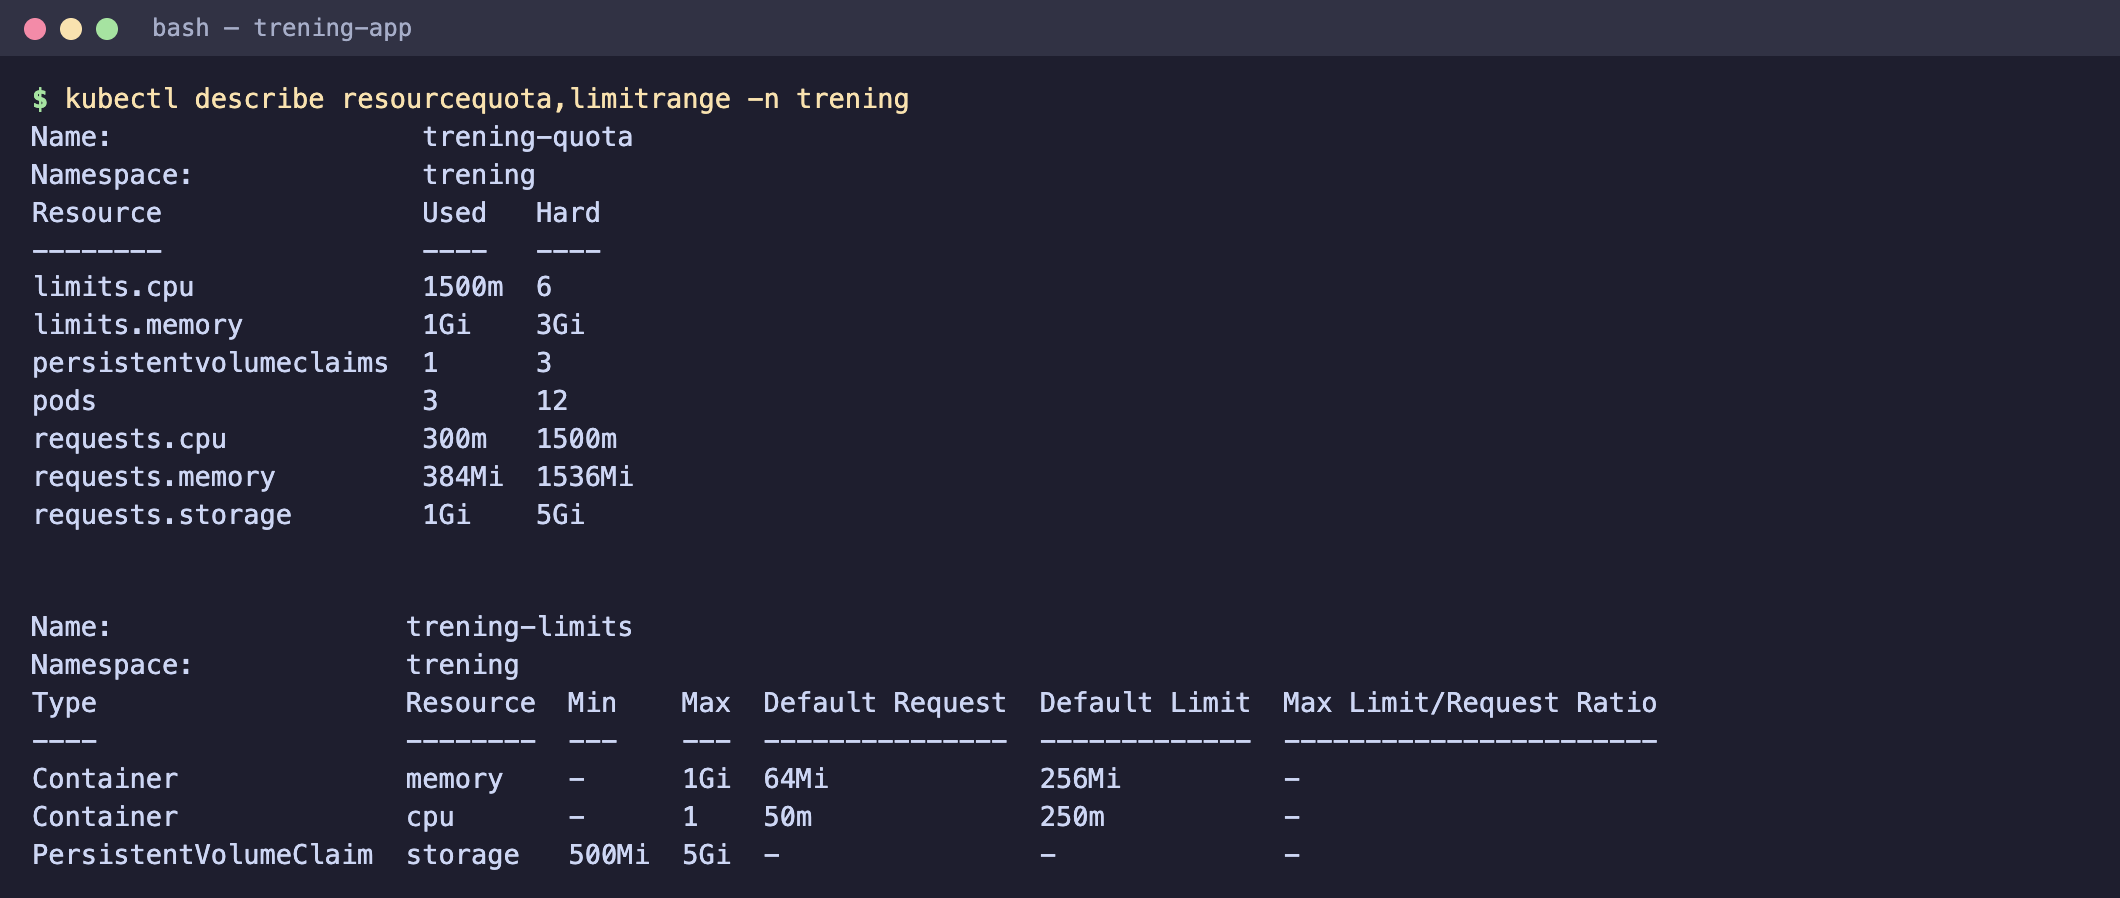 bash — trening-app
$ kubectl describe resourcequota,limitrange -n trening
Name:                   trening-quota
Namespace:              trening
Resource                Used   Hard
--------                ----   ----
limits.cpu              1500m  6
limits.memory           1Gi    3Gi
persistentvolumeclaims  1      3
pods                    3      12
requests.cpu            300m   1500m
requests.memory         384Mi  1536Mi
requests.storage        1Gi    5Gi
Name:                  trening-limits
Namespace:             trening
Type                   Resource  Min    Max  Default Request  Default Limit  Max Limit/Request Ratio
----                   --------  ---    ---  ---------------  -------------  -----------------------
Container              memory    -      1Gi  64Mi             256Mi          -
Container              cpu       -      1    50m              250m           -
PersistentVolumeClaim  storage   500Mi  5Gi  -                -              -